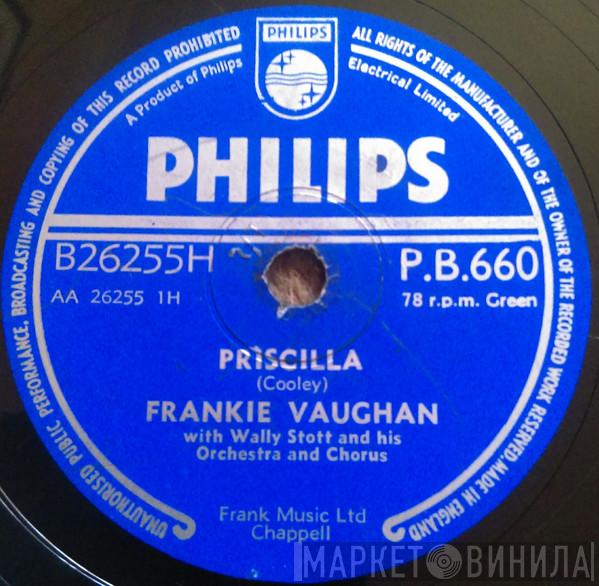 UNAUTHORISED PUBLIC PERFORMANCE, BROADCASTING AND COPYING OF THIS RECORD PROHIBITED
ALL RIGHTS OF THE MANUFACTURER AND OF THE OWNER OF THE RECORDED WORK RESERVED. MADE IN ENGLAND
PHILIPS
A Product of Philips Electrical Limited
PHILIPS
B26255H
P.B.660
AA 26255 1H
78 r.p.m. Green
PRISCILLA
(Cooley)
FRANKIE VAUGHAN
with Wally Stott and his
Orchestra and Chorus
Frank Music Ltd
Chappell
МАРКЕТ ВИНИЛА